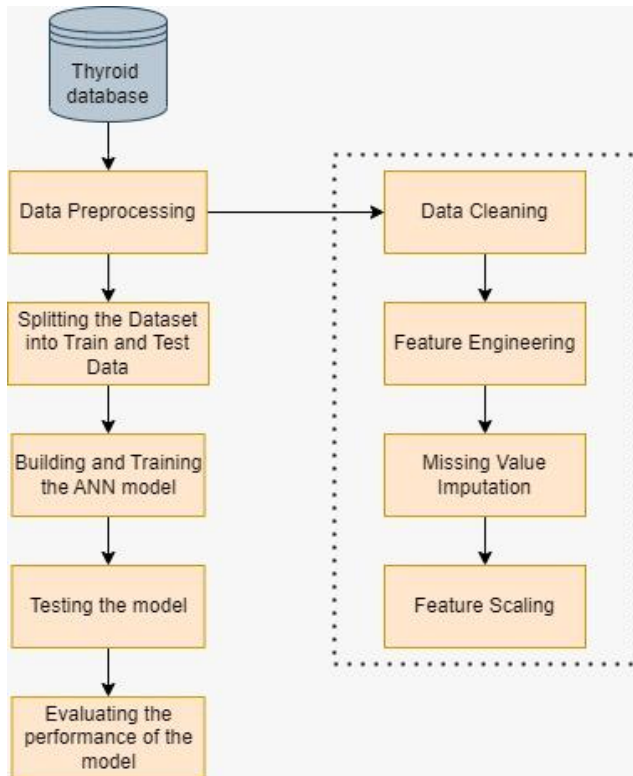 Thyroid
database
Data Preprocessing
Splitting the Dataset
into Train and Test
Data
Building and Training
the ANN model
Testing the model
Evaluating the
performance of the
model
Data Cleaning
Feature Engineering
Missing Value
Imputation
Feature Scaling